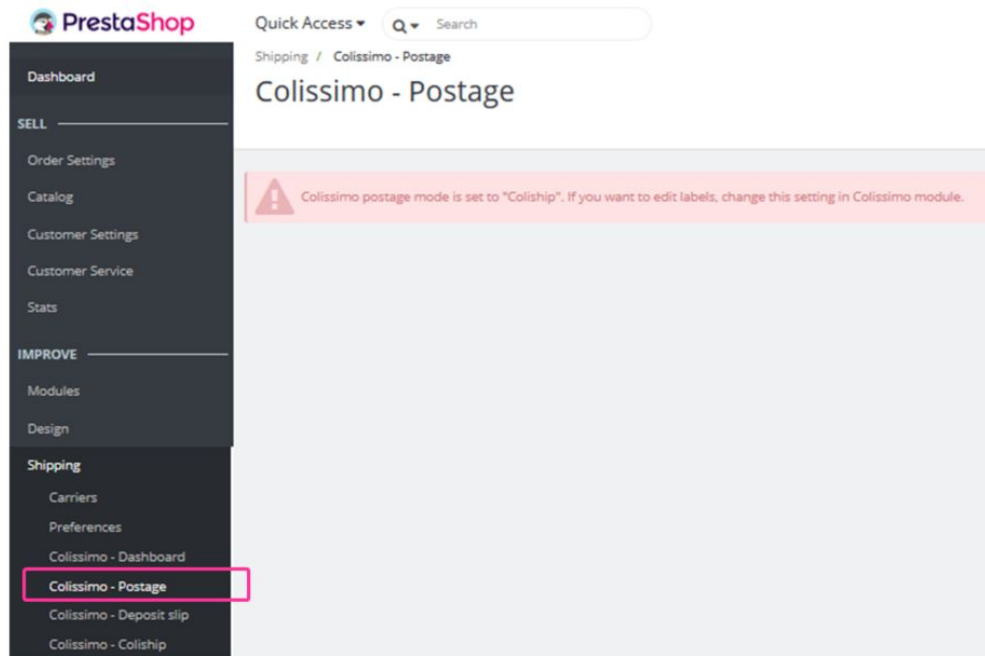 PrestaShop
Quick Access
Search
Shipping / Colissimo - Postage
Colissimo - Postage
Dashboard
SELL
Order Settings
Catalog
Customer Settings
Customer Service
Stats
IMPROVE
Modules
Design
Shipping
Carriers
Preferences
Colissimo - Dashboard
Colissimo - Postage
Colissimo - Deposit slip
Colissimo - Coliship
Colissimo postage mode is set to "Coliship". If you want to edit labels, change this setting in Colissimo module.